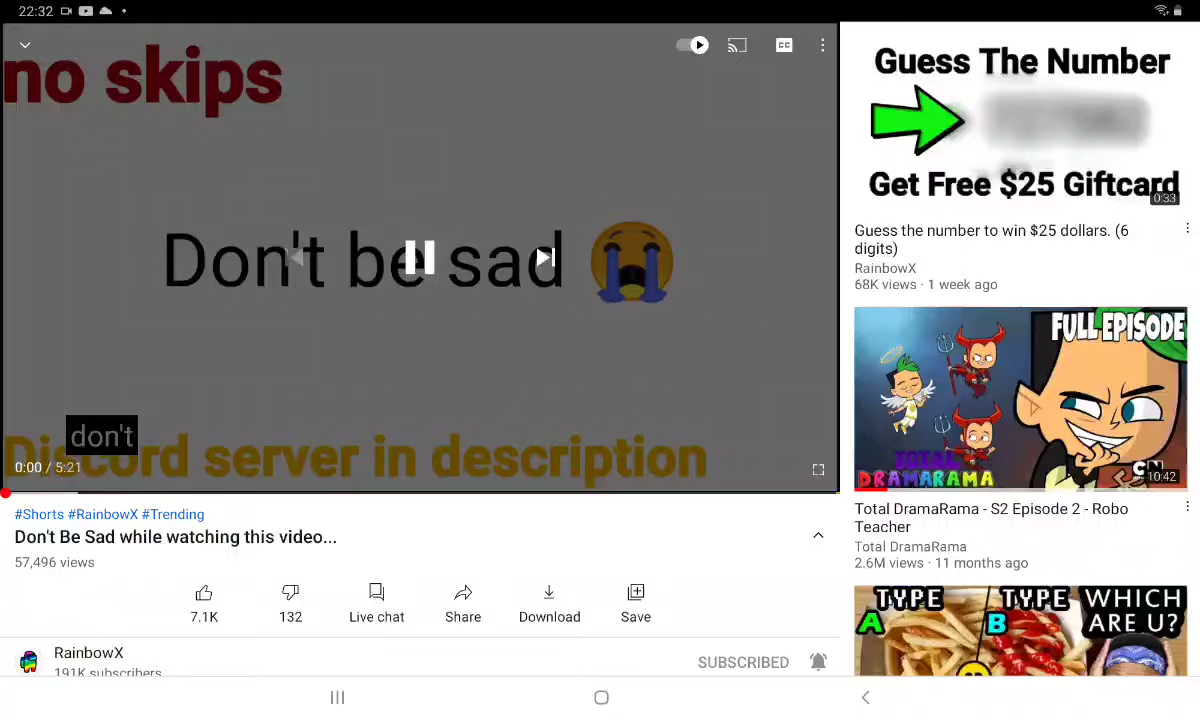 22:32
no skips
CC
Don't be sad 😭
don't
Discord server in description
0:00 / 5:21
#Shorts #RainbowX #Trending
Don't Be Sad while watching this video...
57,496 views
7.1K
132
Live chat
Share
Download
Save
RainbowX
191K subscribers
SUBSCRIBED
Guess The Number
Get Free $25 Giftcard
0:33
Guess the number to win $25 dollars. (6
digits)
RainbowX
68K views · 1 week ago
FULL EPISODE
TOTAL
DRAMARAMA
CN
10:42
Total DramaRama - S2 Episode 2 - Robo
Teacher
Total DramaRama
2.6M views · 11 months ago
TYPE
A
TYPE
B
WHICH
ARE U?